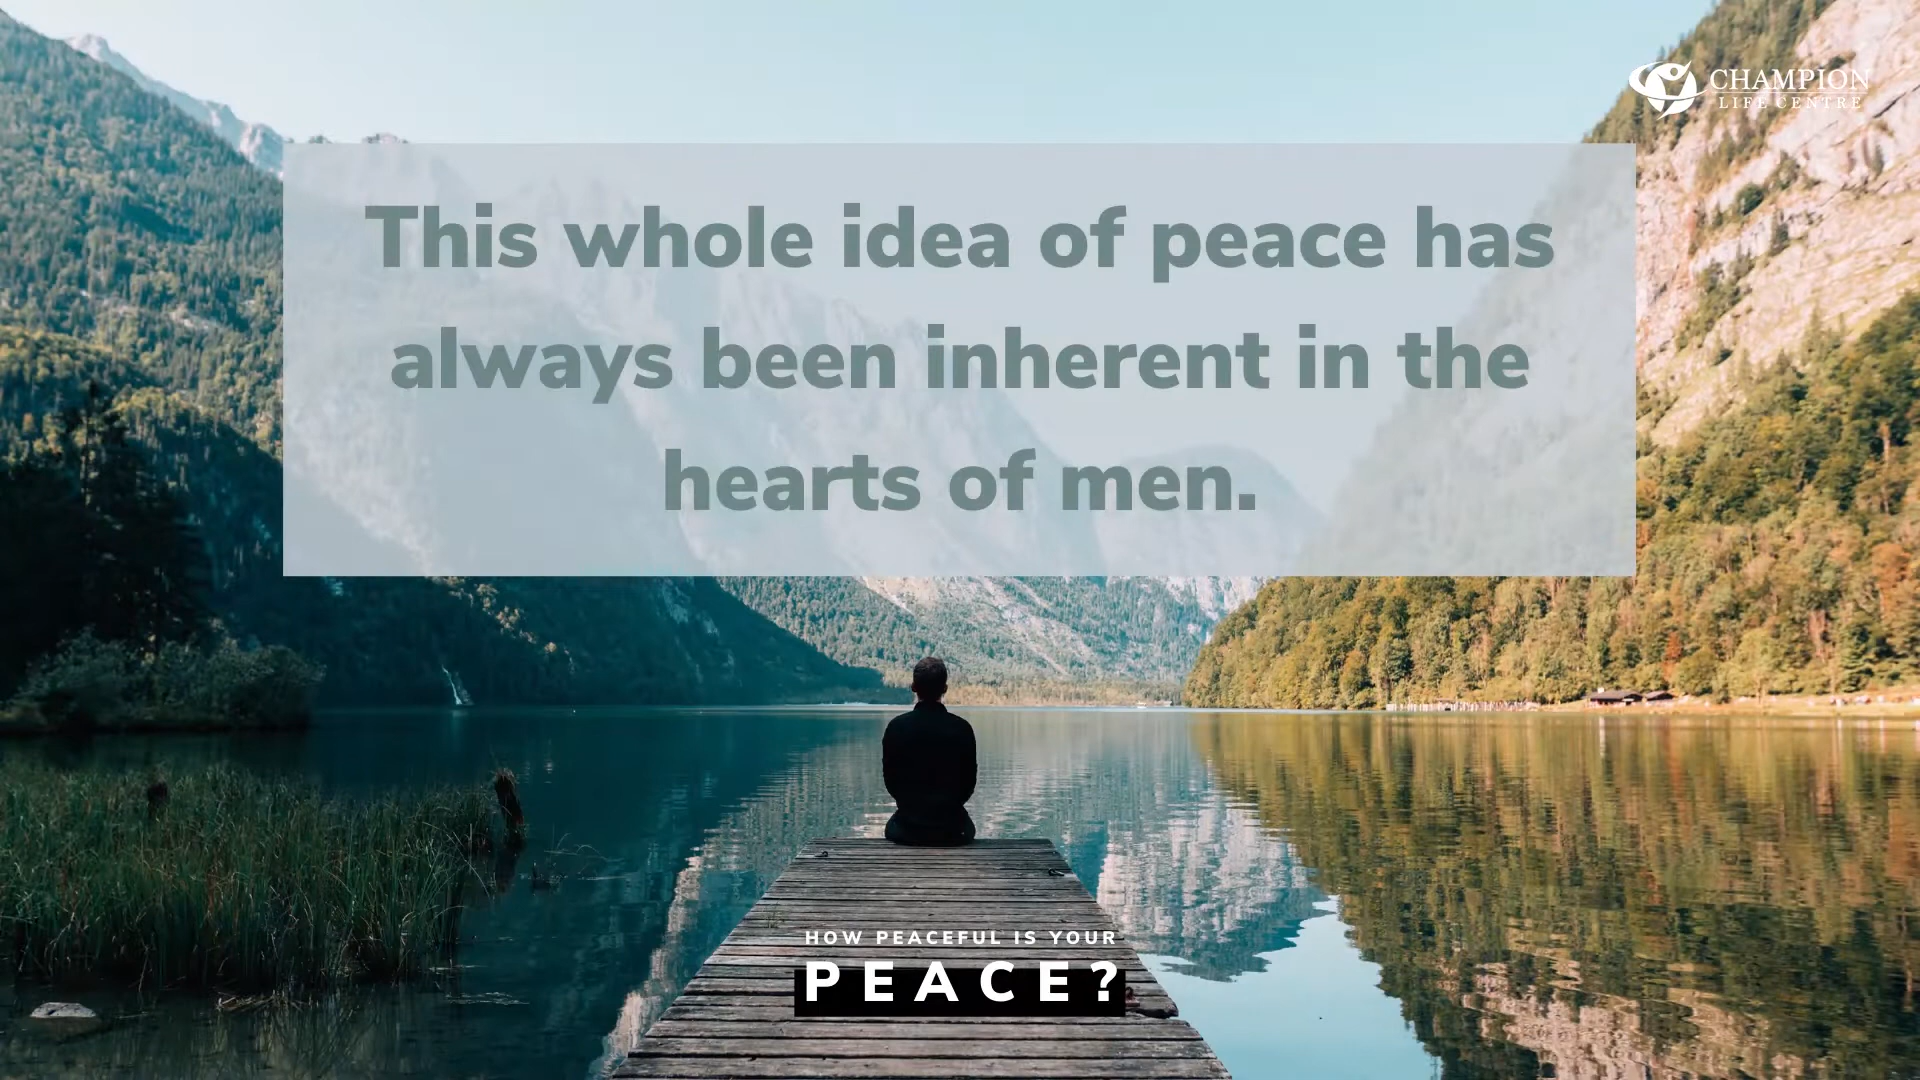 CHAMPION
LIFE CENTRE
This whole idea of peace has
always been inherent in the
hearts of men.
HOW PEACEFUL IS YOUR
PEACE?